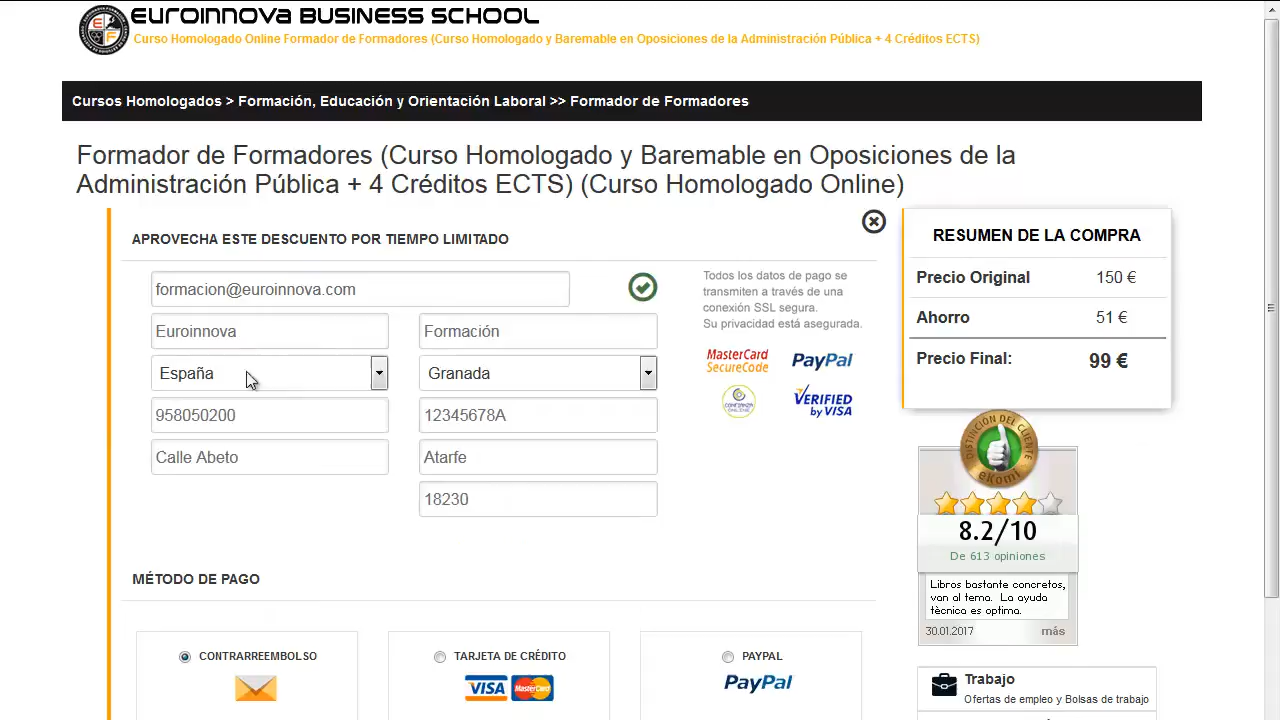 EUROINNOVA BUSINESS SCHOOL
Curso Homologado Online Formador de Formadores (Curso Homologado y Baremable en Oposiciones de la Administración Pública + 4 Créditos ECTS)
Cursos Homologados > Formación, Educación y Orientación Laboral >> Formador de Formadores
Formador de Formadores (Curso Homologado y Baremable en Oposiciones de la
Administración Pública + 4 Créditos ECTS) (Curso Homologado Online)
APROVECHA ESTE DESCUENTO POR TIEMPO LIMITADO
formacion@euroinnova.com
Euroinnova
Formación
España
Granada
958050200
12345678A
Calle Abeto
Atarfe
18230
Todos los datos de pago se
transmiten a través de una
conexión SSL segura.
Su privacidad está asegurada.
MasterCard
SecureCode
PayPal
CONFIANZA
ONLINE
VERIFIED
by VISA
RESUMEN DE LA COMPRA
Precio Original 150 €
Ahorro 51 €
Precio Final: 99 €
DISTINCIÓN DEL CLIENTE
eKomi
8.2/10
De 613 opiniones
Libros bastante concretos,
van al tema. La ayuda
tècnica es optima.
30.01.2017 más
Trabajo
Ofertas de empleo y Bolsas de trabajo
MÉTODO DE PAGO
CONTRARREEMBOLSO
TARJETA DE CRÉDITO
VISA
MasterCard
PAYPAL
PayPal